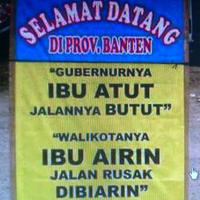 SELAMAT DATANG
DI PROV. BANTEN
"GUBERNURNYA
IBU ATUT
JALANNYA BUTUT"
"WALIKOTANYA
IBU AIRIN
JALAN RUSAK
DIBIARIN"